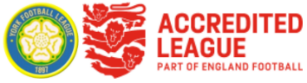 YORK FOOTBALL LEAGUE
1897
ACCREDITED
LEAGUE
PART OF ENGLAND FOOTBALL